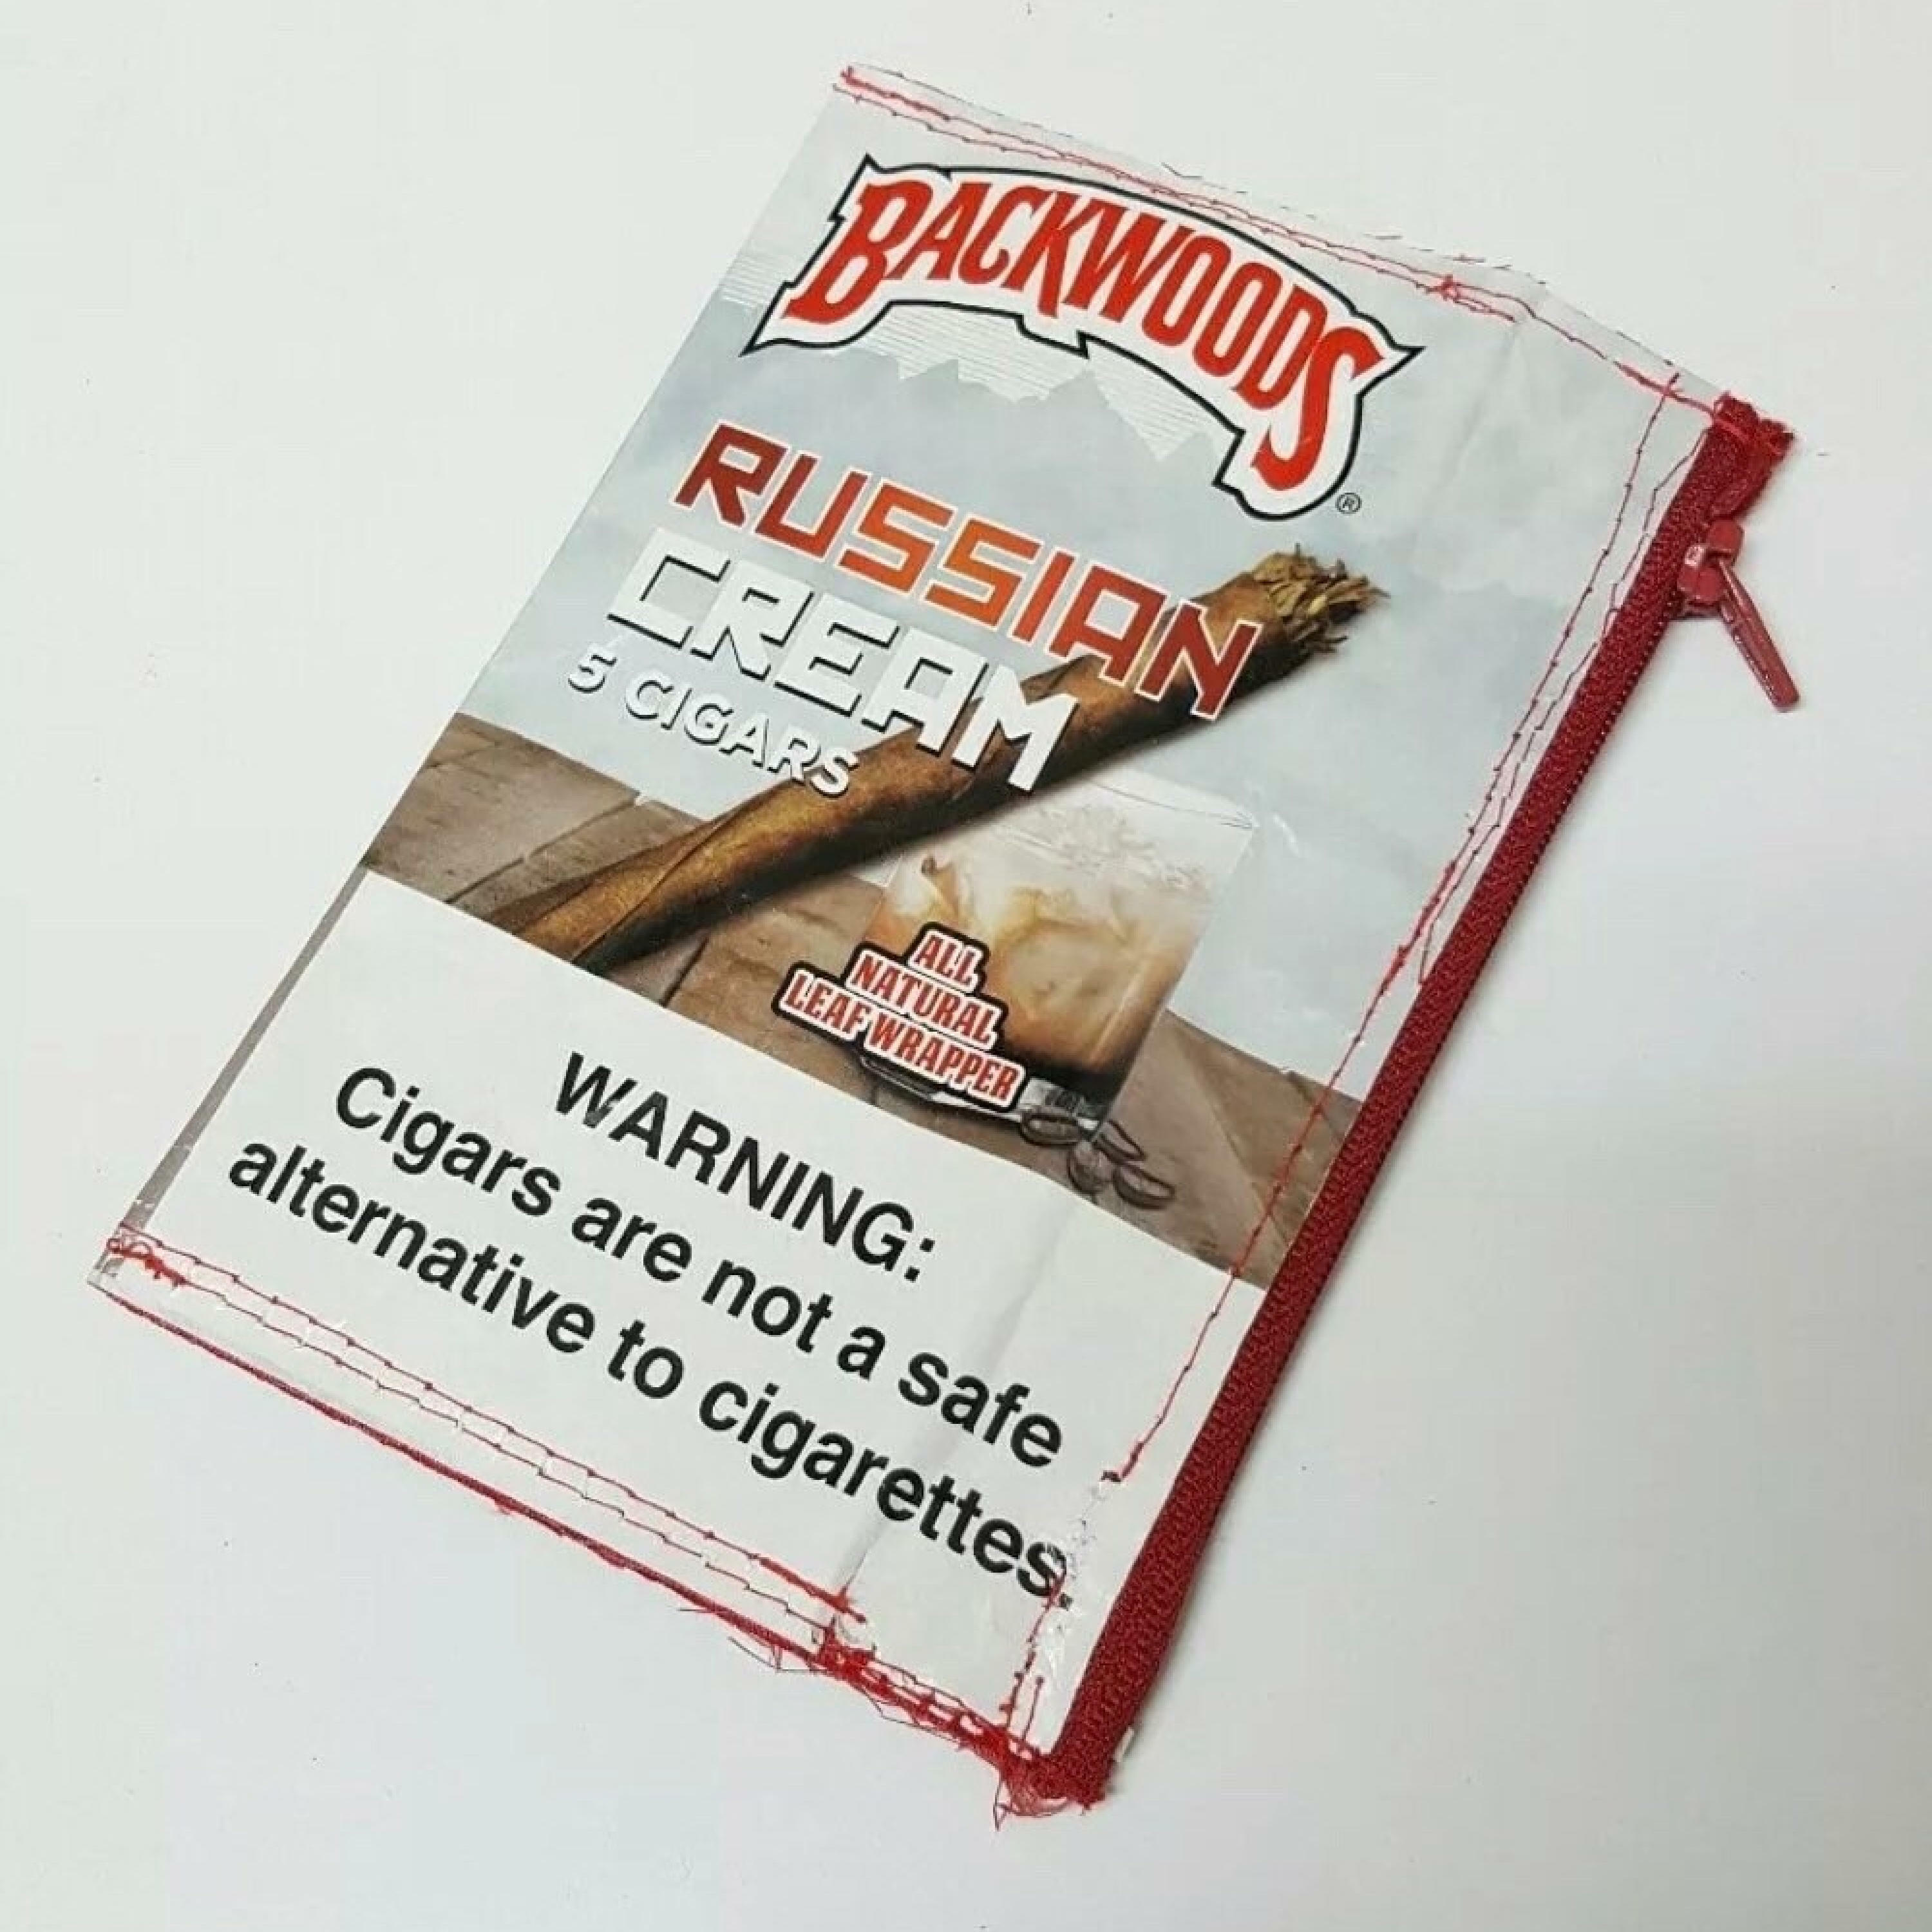 BACKWOODS®
RUSSIAN
CREAM
5 CIGARS
ALL
NATURAL
LEAF WRAPPER
WARNING:
Cigars are not a safe
alternative to cigarettes.